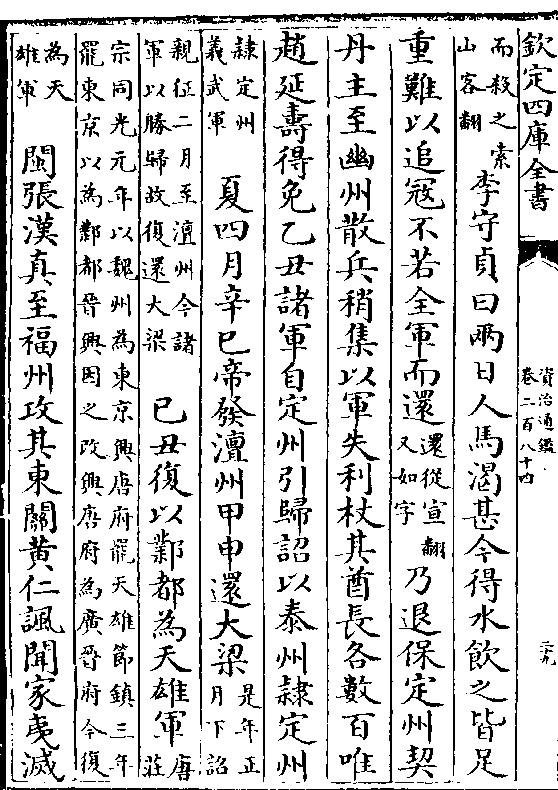 欽定四庫全書
資治通鑑
卷二百八十四
而殺之索
山客翻
李守貞曰兩日人馬渴甚今得水飲之皆足
重難以追冦不若全軍而還
還從宣翻
又如字
乃退保定州契
丹主至幽州散兵稍集以軍失利杖其酋長各數百唯
趙延壽得免乙丑諸軍自定州引歸詔以泰州隷定州
隷定州
義武軍
夏四月辛巳帝發澶州甲申還大梁
是年正
月下詔
親征二月至澶州今諸
軍以勝歸故復還大梁
己丑復以鄴都為天雄軍
唐
莊
宗同光元年以魏州為東京興唐府罷天雄節鎮三年
罷東京以為鄴都晉興因之改興唐府為廣晉府今復
為天
雄軍
閩張漢真至福州攻其東關黃仁諷聞家夷滅